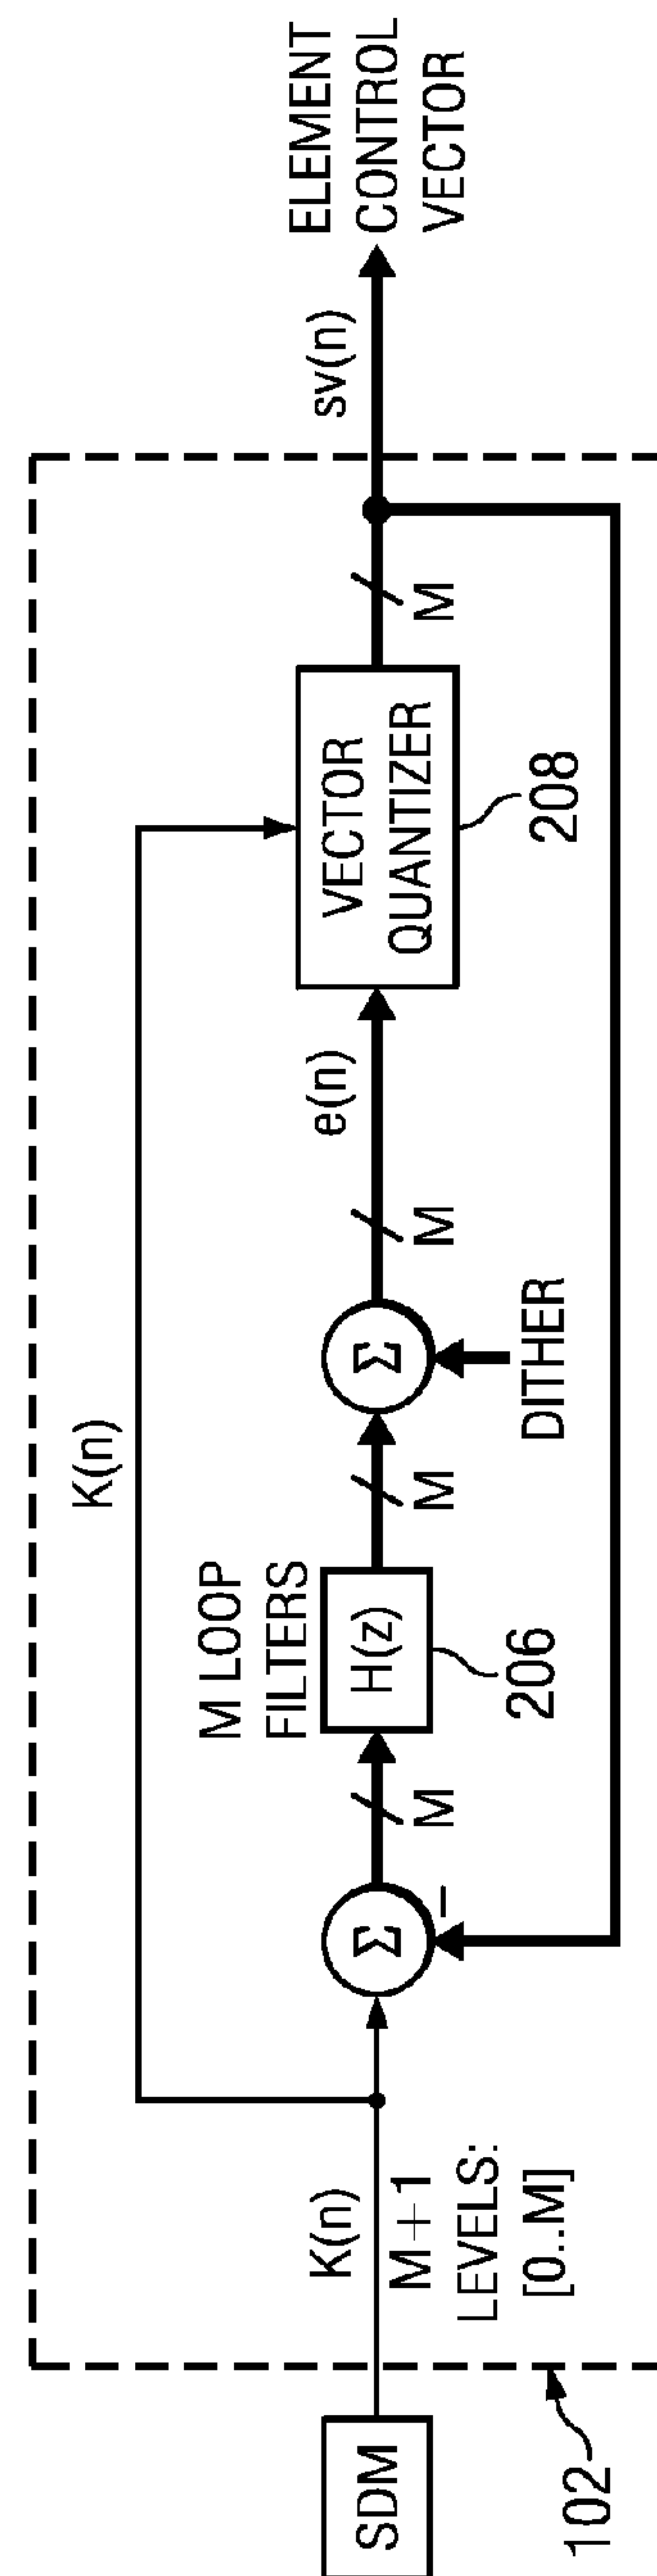 SDM
102
K(n)
M+1
LEVELS:
[0..M]
K(n)
Σ
−
M
M LOOP
FILTERS
H(z)
206
M
Σ
DITHER
M
e(n)
VECTOR
QUANTIZER
208
M
sv(n)
ELEMENT
CONTROL
VECTOR